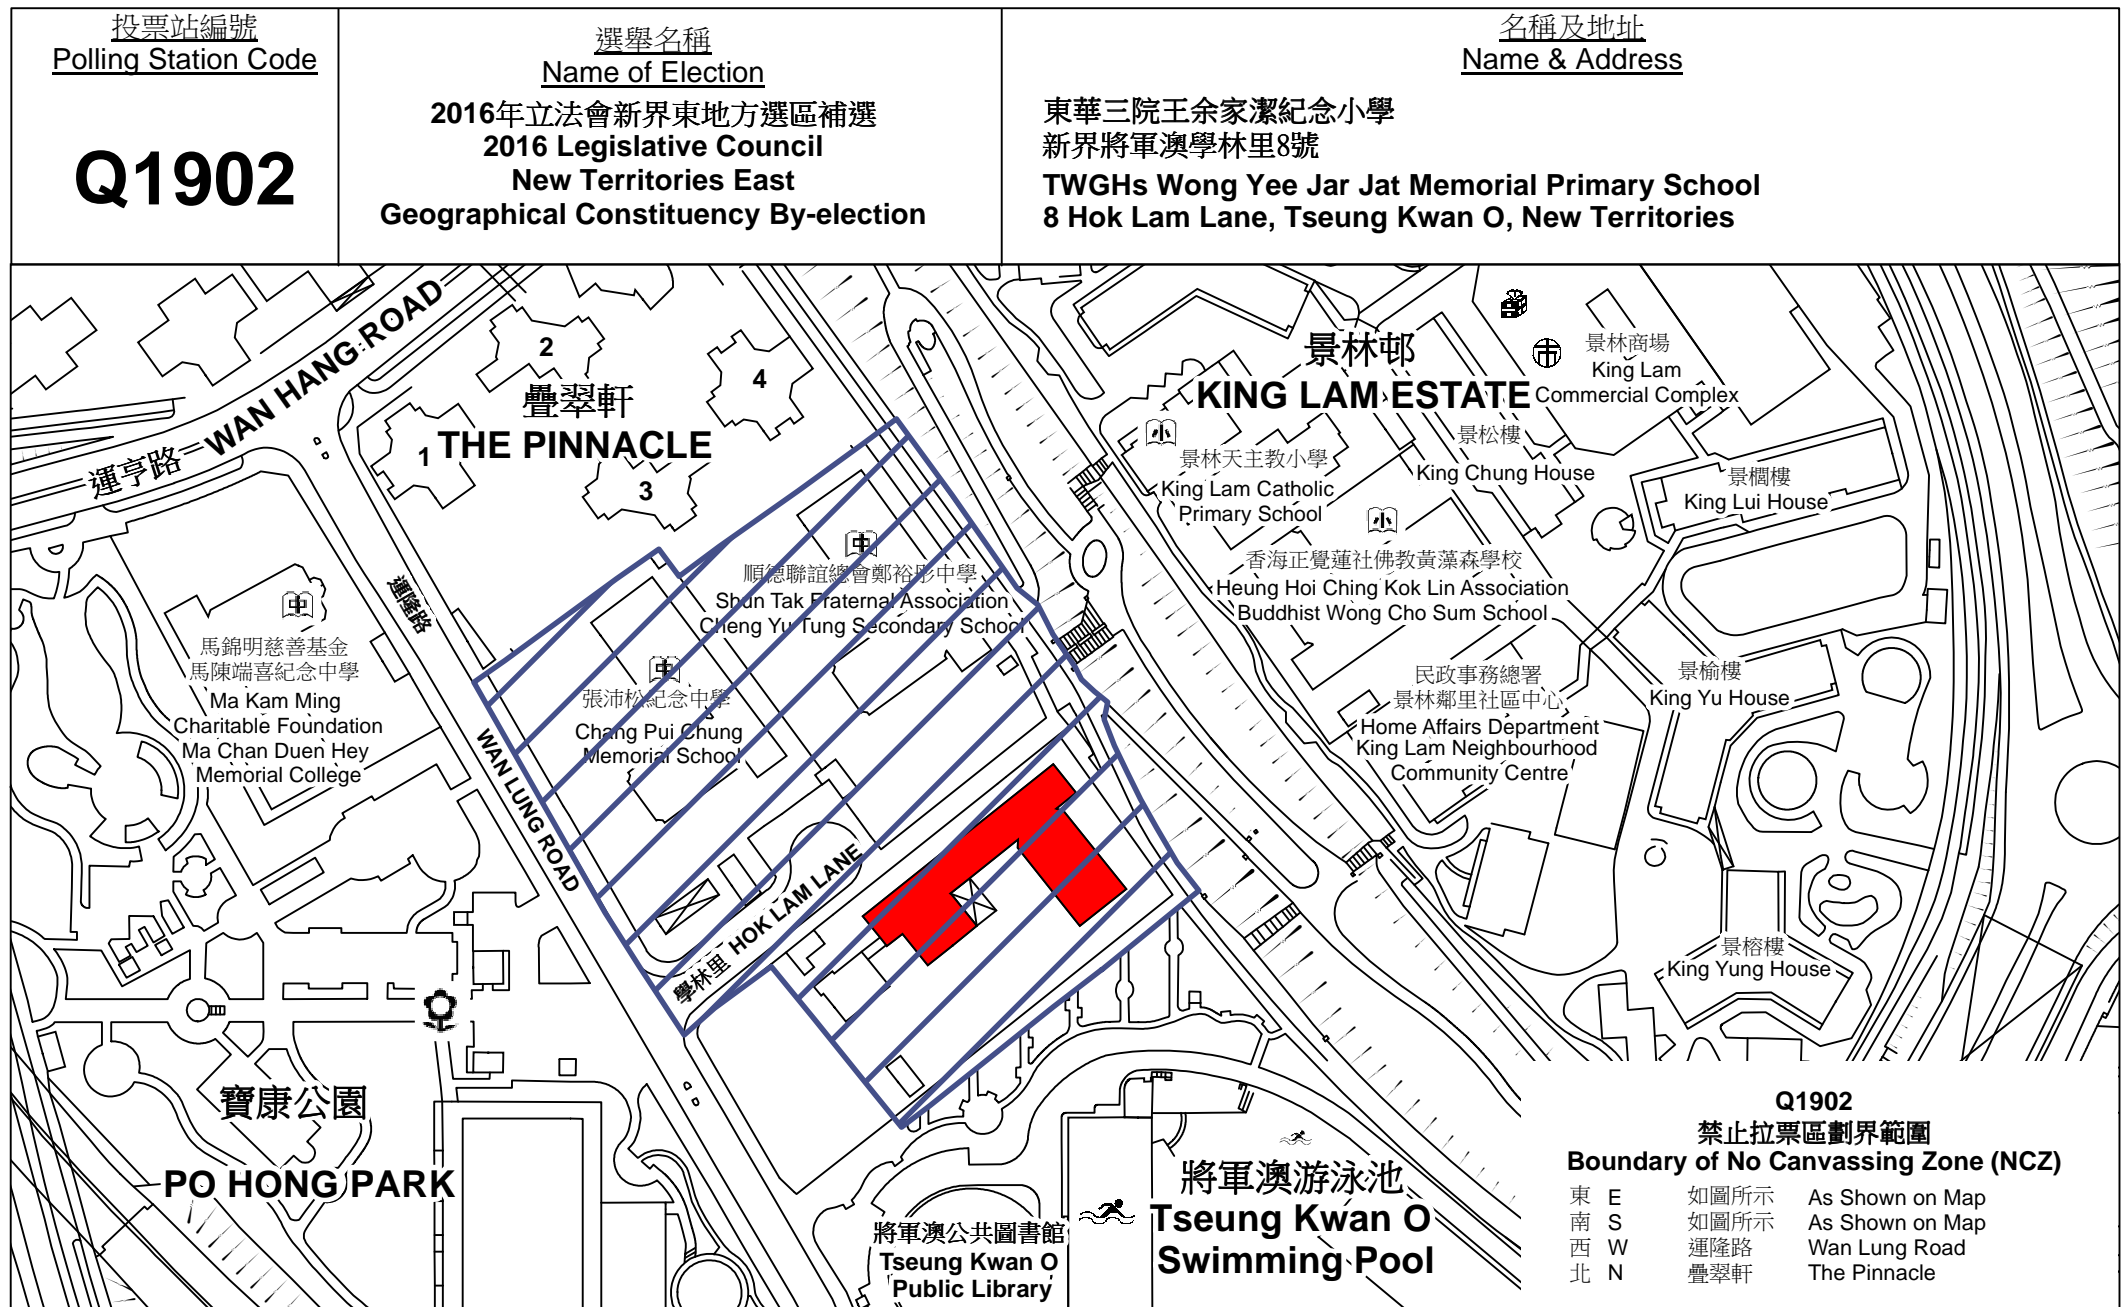 投票站編號
Polling Station Code
Q1902
選舉名稱
Name of Election
2016年立法會新界東地方選區補選
2016 Legislative Council
New Territories East
Geographical Constituency By-election
名稱及地址
Name & Address
東華三院王余家潔紀念小學
新界將軍澳學林里8號
TWGHs Wong Yee Jar Jat Memorial Primary School
8 Hok Lam Lane, Tseung Kwan O, New Territories
運亨路 WAN HANG ROAD
2
4
疊翠軒
THE PINNACLE
1
3
景林邨
KING LAM ESTATE
景林商場
King Lam
Commercial Complex
小
景林天主教小學
King Lam Catholic
Primary School
景松樓
King Chung House
景櫚樓
King Lui House
小
香海正覺蓮社佛教黃藻森學校
Heung Hoi Ching Kok Lin Association
Buddhist Wong Cho Sum School
中
順德聯誼總會鄭裕彤中學
Shun Tak Fraternal Association
Cheng Yu Tung Secondary School
運隆路
WAN LUNG ROAD
中
馬錦明慈善基金
馬陳端喜紀念中學
Ma Kam Ming
Charitable Foundation
Ma Chan Duen Hey
Memorial College
中
張沛松紀念中學
Chang Pui Chung
Memorial School
民政事務總署
景林鄰里社區中心
Home Affairs Department
King Lam Neighbourhood
Community Centre
景榆樓
King Yu House
學林里 HOK LAM LANE
景榕樓
King Yung House
寶康公園
PO HONG PARK
將軍澳公共圖書館
Tseung Kwan O
Public Library
將軍澳游泳池
Tseung Kwan O
Swimming Pool
Q1902
禁止拉票區劃界範圍
Boundary of No Canvassing Zone (NCZ)
東 E 如圖所示 As Shown on Map
南 S 如圖所示 As Shown on Map
西 W 運隆路 Wan Lung Road
北 N 疊翠軒 The Pinnacle